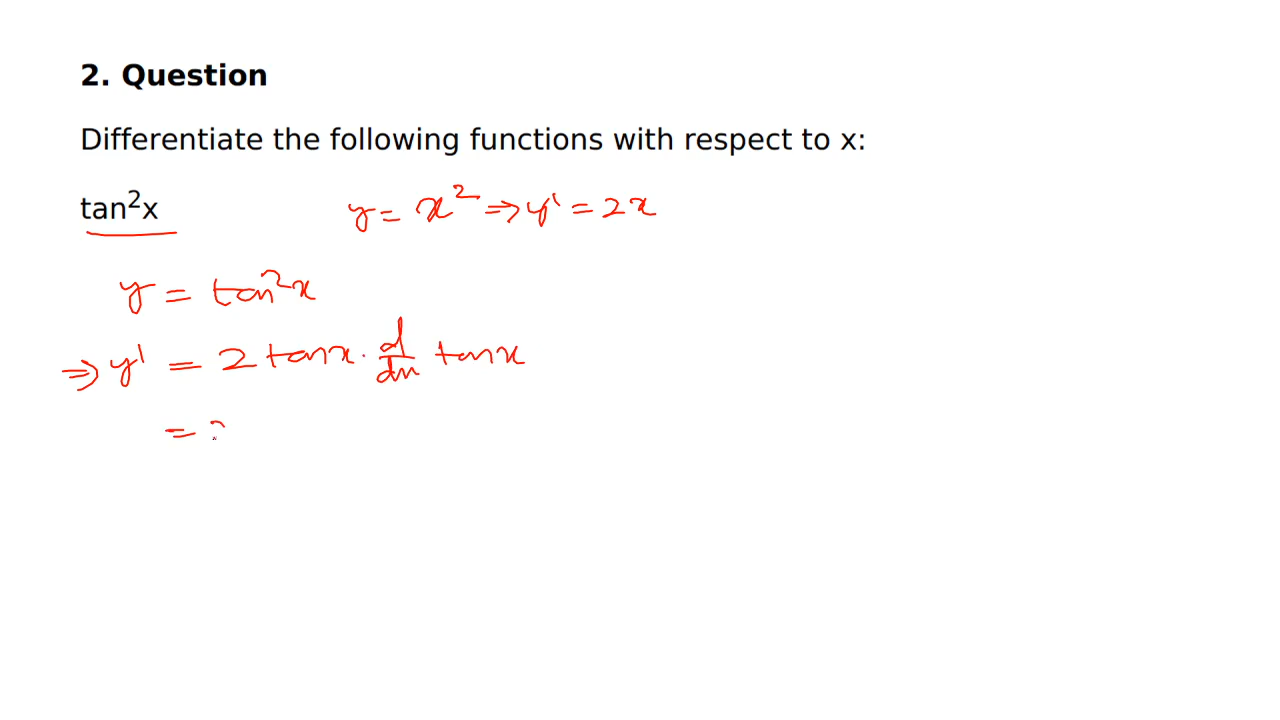 2. Question
Differentiate the following functions with respect to x:
tan²x
y = x² ⇒ y' = 2x
y = tan²x
⇒ y' = 2 tanx · d/dx tanx
=